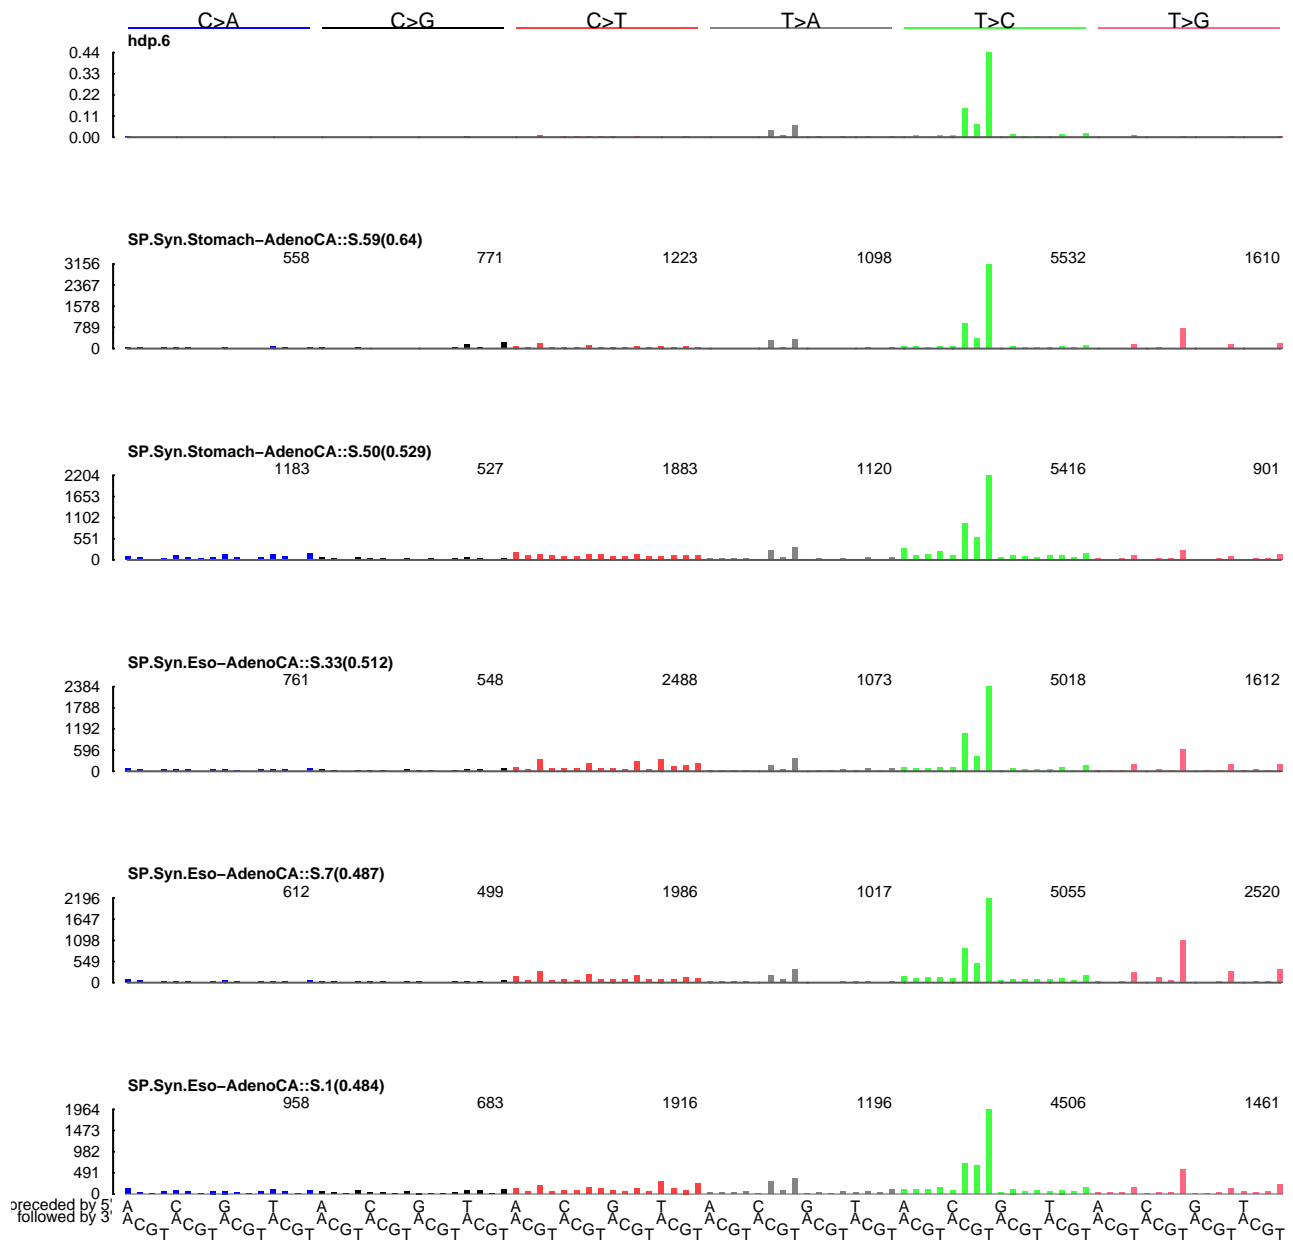 C>A C>G C>T T>A T>C T>G
hdp.6
0.44
0.33
0.22
0.11
0.00
SP.Syn.Stomach−AdenoCA::S.59(0.64)
558 771 1223 1098 5532 1610
3156
2367
1578
789
0
SP.Syn.Stomach−AdenoCA::S.50(0.529)
1183 527 1883 1120 5416 901
2204
1653
1102
551
0
SP.Syn.Eso−AdenoCA::S.33(0.512)
761 548 2488 1073 5018 1612
2384
1788
1192
596
0
SP.Syn.Eso−AdenoCA::S.7(0.487)
612 499 1986 1017 5055 2520
2196
1647
1098
549
0
SP.Syn.Eso−AdenoCA::S.1(0.484)
958 683 1916 1196 4506 1461
1964
1473
982
491
0
preceded by 5' A C G T A C G T A C G T A C G T A C G T A C G T
followed by 3' A C G T A C G T A C G T A C G T A C G T A C G T A C G T A C G T A C G T A C G T A C G T A C G T A C G T A C G T A C G T A C G T A C G T A C G T A C G T A C G T A C G T A C G T A C G T A C G T